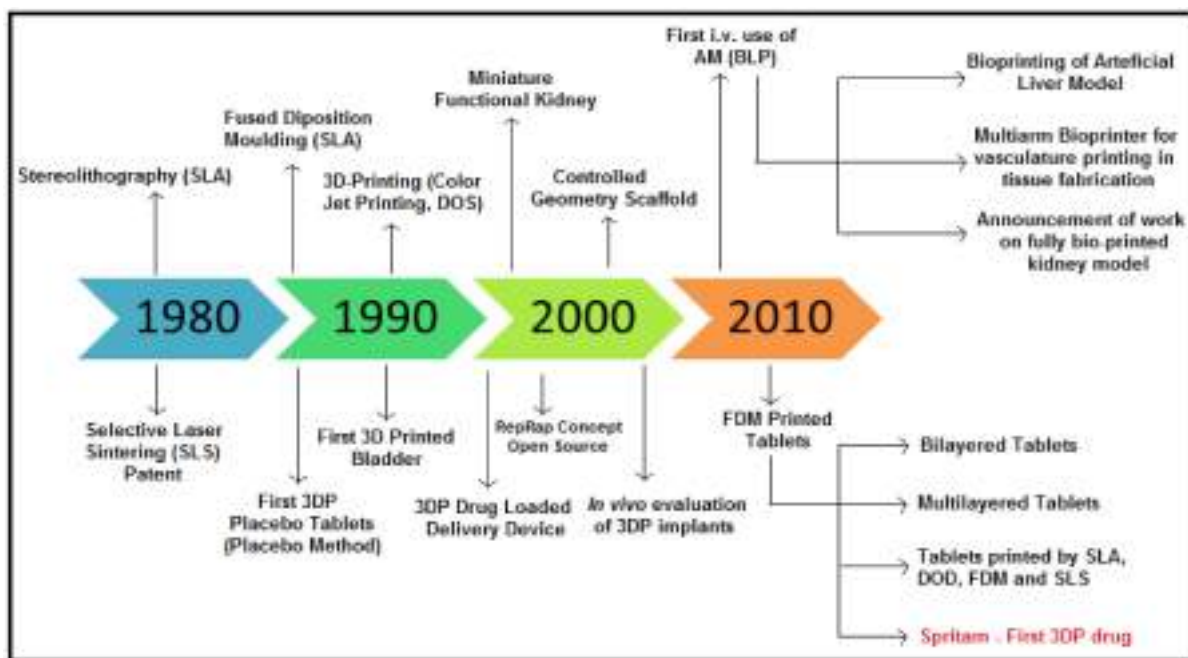 First i.v. use of
AM (BLP)
Miniature
Functional Kidney
Bioprinting of Arteficial
Liver Model
Fused Diposition
Moulding (SLA)
Stereolithography (SLA)
3D-Printing (Color
Jet Printing, DOS)
Controlled
Geometry Scaffold
Multiarm Bioprinter for
vasculature printing in
tissue fabrication
Announcement of work
on fully bio-printed
kidney model
1980
1990
2000
2010
Selective Laser
Sintering (SLS)
Patent
First 3D Printed
Bladder
RepRap Concept
Open Source
FDM Printed
Tablets
First 3DP
Placebo Tablets
(Placebo Method)
3DP Drug Loaded
Delivery Device
In vivo evaluation
of 3DP implants
Bilayered Tablets
Multilayered Tablets
Tablets printed by SLA,
DOD, FDM and SLS
Spritam - First 3DP drug